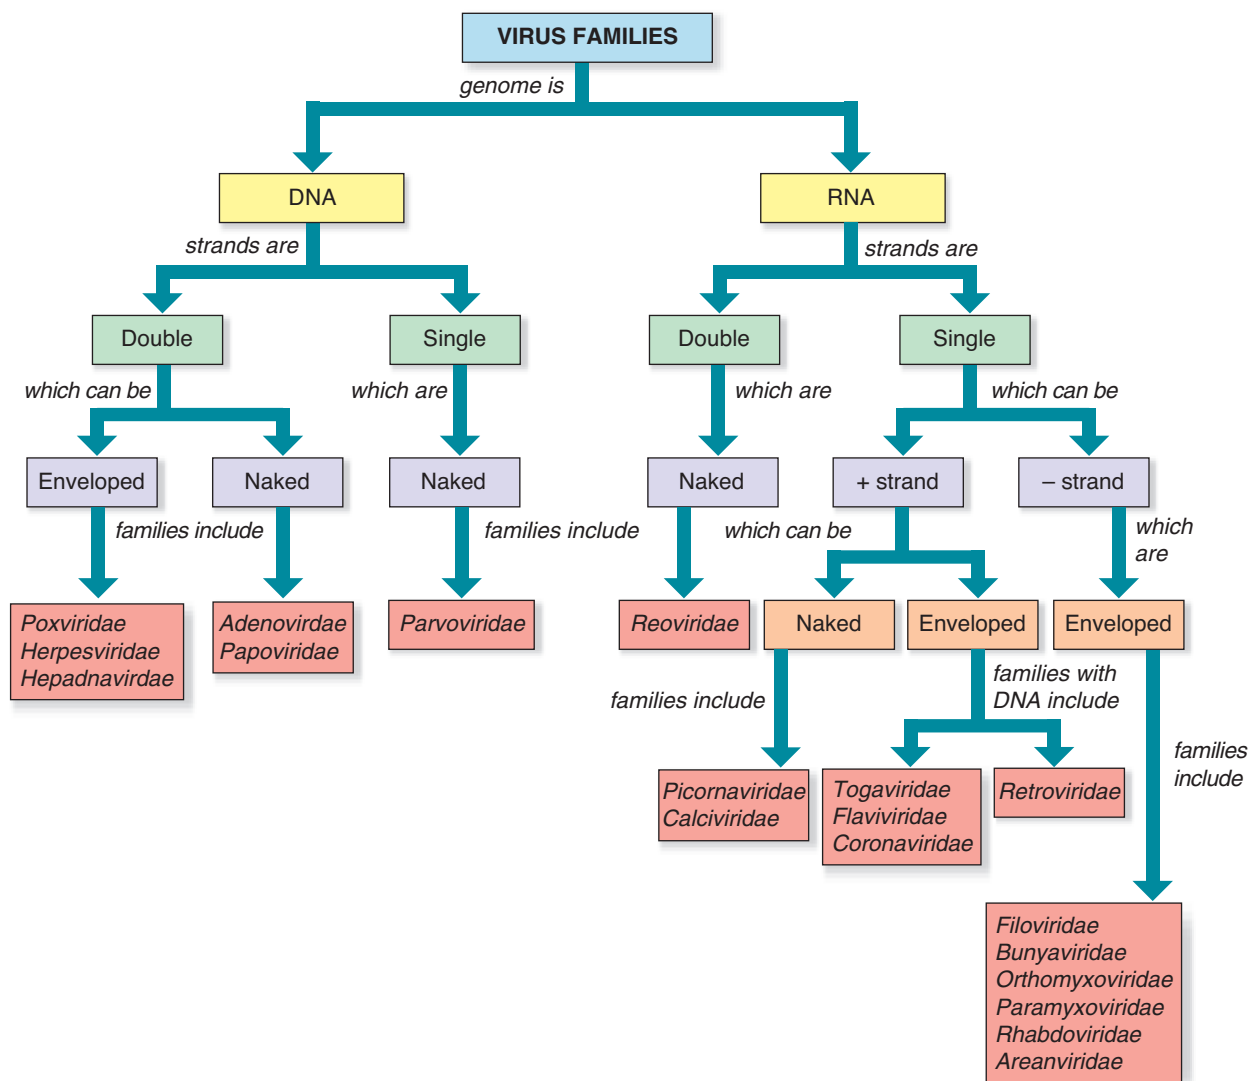 VIRUS FAMILIES
genome is
DNA
RNA
strands are
strands are
Double
Single
Double
Single
which can be
which are
which are
which can be
Enveloped
Naked
Naked
Naked
+ strand
– strand
families include
families include
which can be
which
are
Poxviridae
Herpesviridae
Hepadnavirdae
Adenovirdae
Papoviridae
Parvoviridae
Reoviridae
Naked
Enveloped
Enveloped
families include
families with
DNA include
families
include
Picornaviridae
Calciviridae
Togaviridae
Flaviviridae
Coronaviridae
Retroviridae
Filoviridae
Bunyaviridae
Orthomyxoviridae
Paramyxoviridae
Rhabdoviridae
Areanviridae